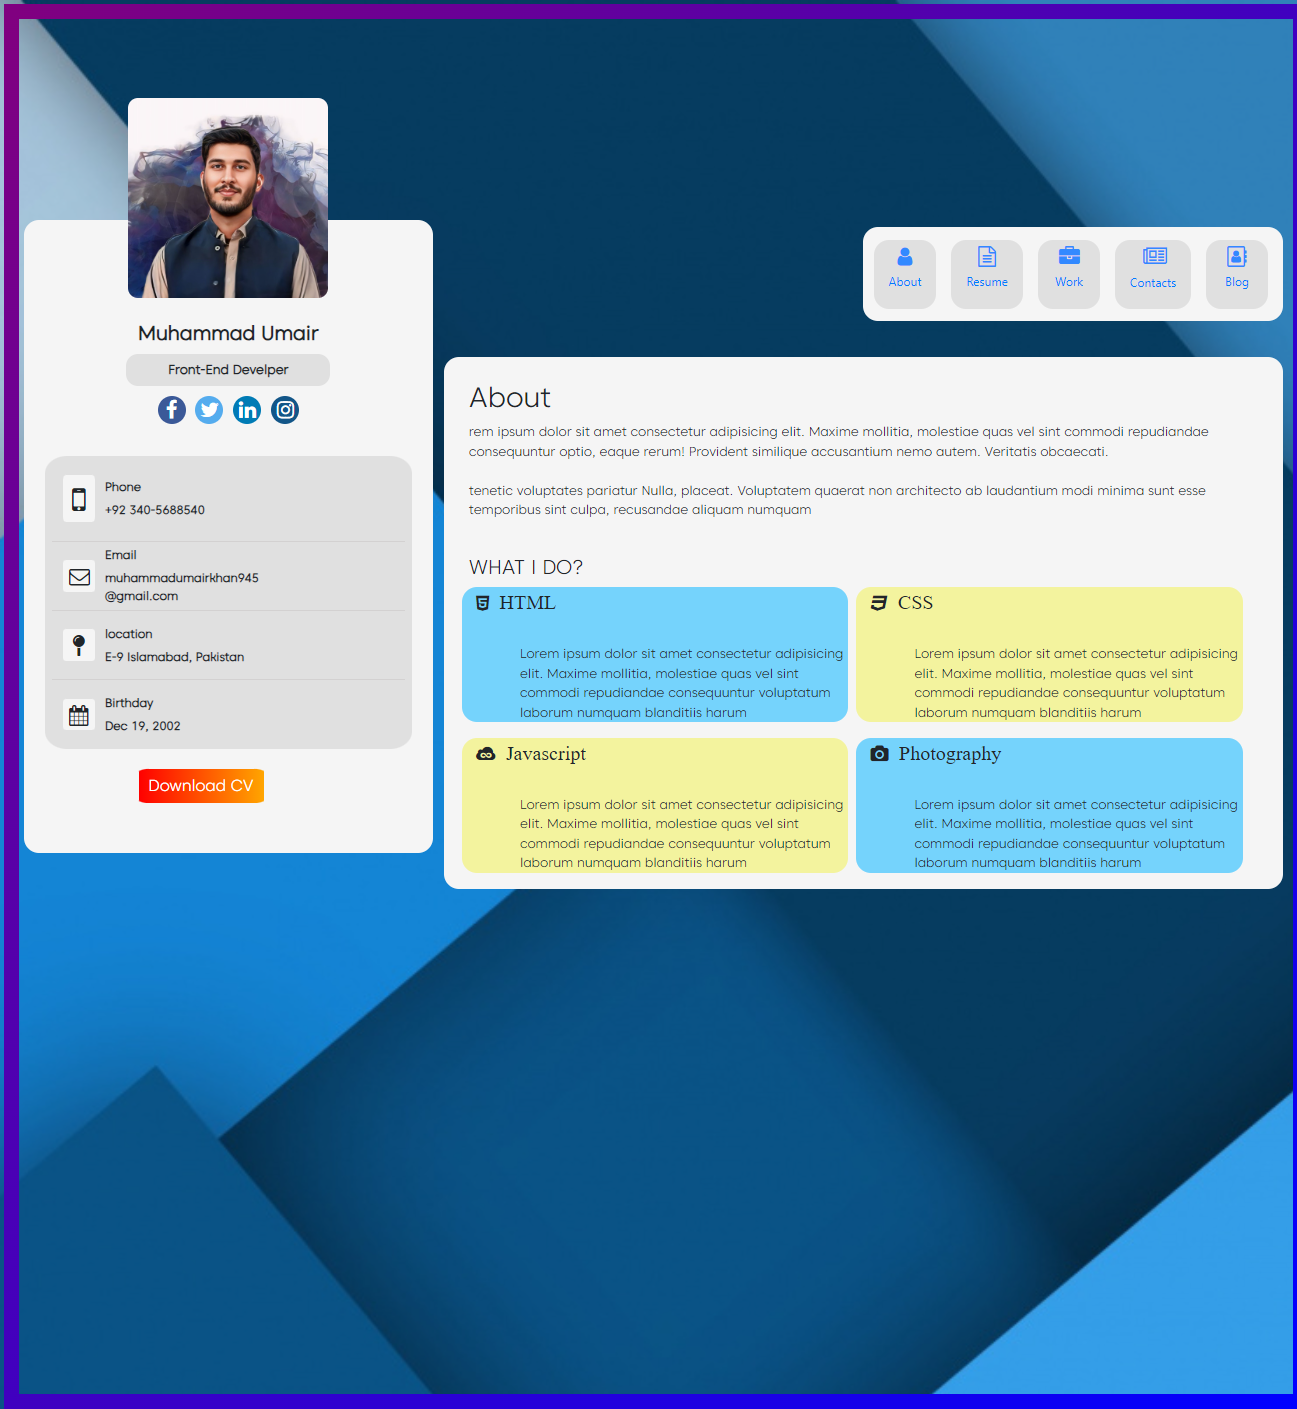 Muhammad Umair
Front-End Develper
Phone
+92 340-5688540
Email
muhammadumairkhan945
@gmail.com
location
E-9 Islamabad, Pakistan
Birthday
Dec 19, 2002
Download CV
About
Resume
Work
Contacts
Blog
About
rem ipsum dolor sit amet consectetur adipisicing elit. Maxime mollitia, molestiae quas vel sint commodi repudiandae
consequuntur optio, eaque rerum! Provident similique accusantium nemo autem. Veritatis obcaecati.
tenetic voluptates pariatur Nulla, placeat. Voluptatem quaerat non architecto ab laudantium modi minima sunt esse
temporibus sint culpa, recusandae aliquam numquam
WHAT I DO?
HTML
Lorem ipsum dolor sit amet consectetur adipisicing
elit. Maxime mollitia, molestiae quas vel sint
commodi repudiandae consequuntur voluptatum
laborum numquam blanditiis harum
CSS
Lorem ipsum dolor sit amet consectetur adipisicing
elit. Maxime mollitia, molestiae quas vel sint
commodi repudiandae consequuntur voluptatum
laborum numquam blanditiis harum
Javascript
Lorem ipsum dolor sit amet consectetur adipisicing
elit. Maxime mollitia, molestiae quas vel sint
commodi repudiandae consequuntur voluptatum
laborum numquam blanditiis harum
Photography
Lorem ipsum dolor sit amet consectetur adipisicing
elit. Maxime mollitia, molestiae quas vel sint
commodi repudiandae consequuntur voluptatum
laborum numquam blanditiis harum